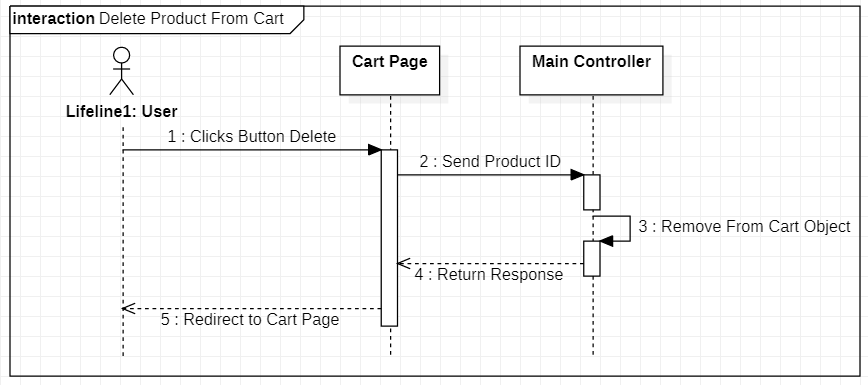 interaction Delete Product From Cart
Cart Page
Main Controller
Lifeline1: User
1 : Clicks Button Delete
2 : Send Product ID
3 : Remove From Cart Object
4 : Return Response
5 : Redirect to Cart Page